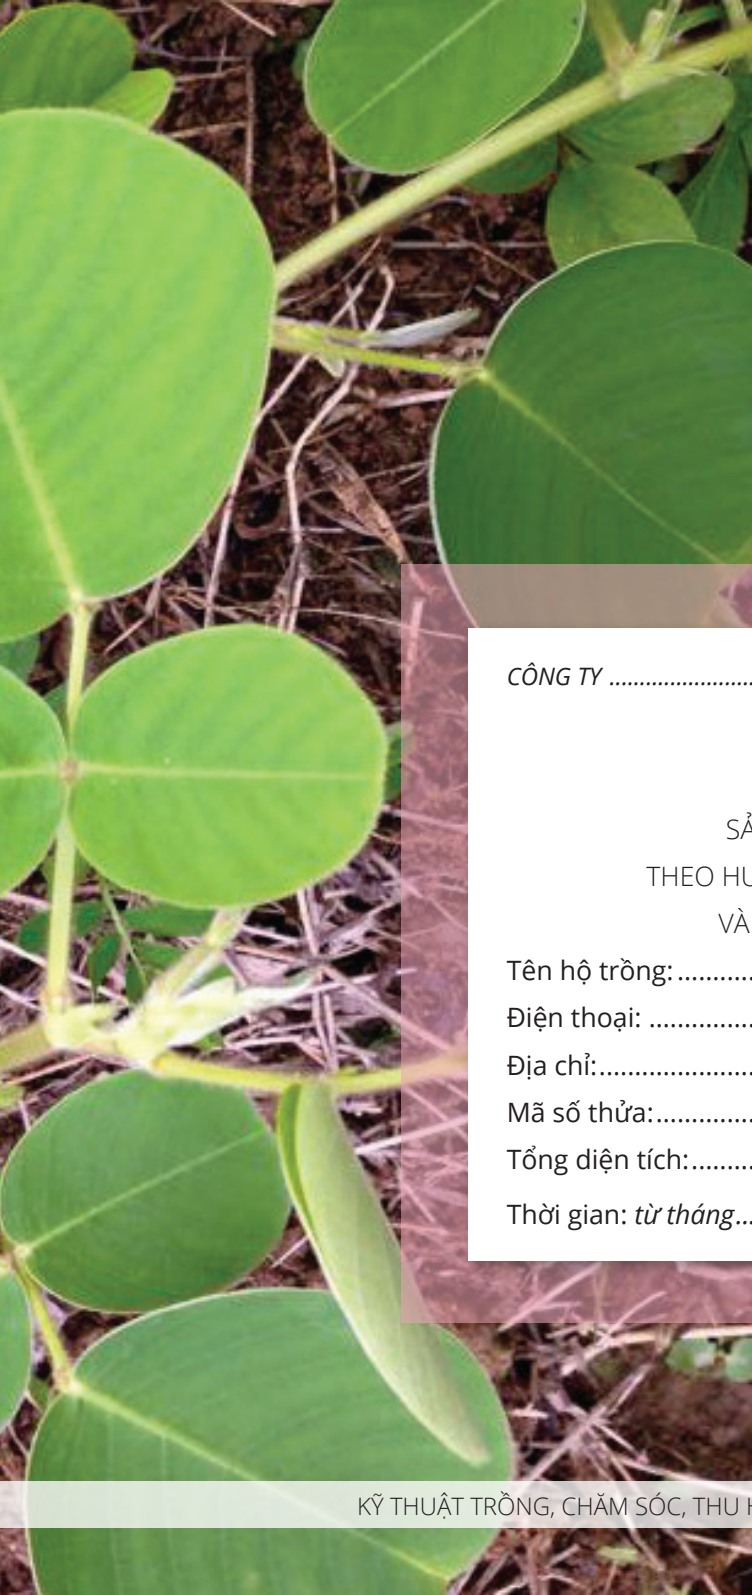 CÔNG TY ........................
SẢ
THEO HƯ
VÀ
Tên hộ trồng: .............
Điện thoại: .................
Địa chỉ: .........................
Mã số thửa: ................
Tổng diện tích: ..........
Thời gian: từ tháng ...
KỸ THUẬT TRỒNG, CHĂM SÓC, THU H